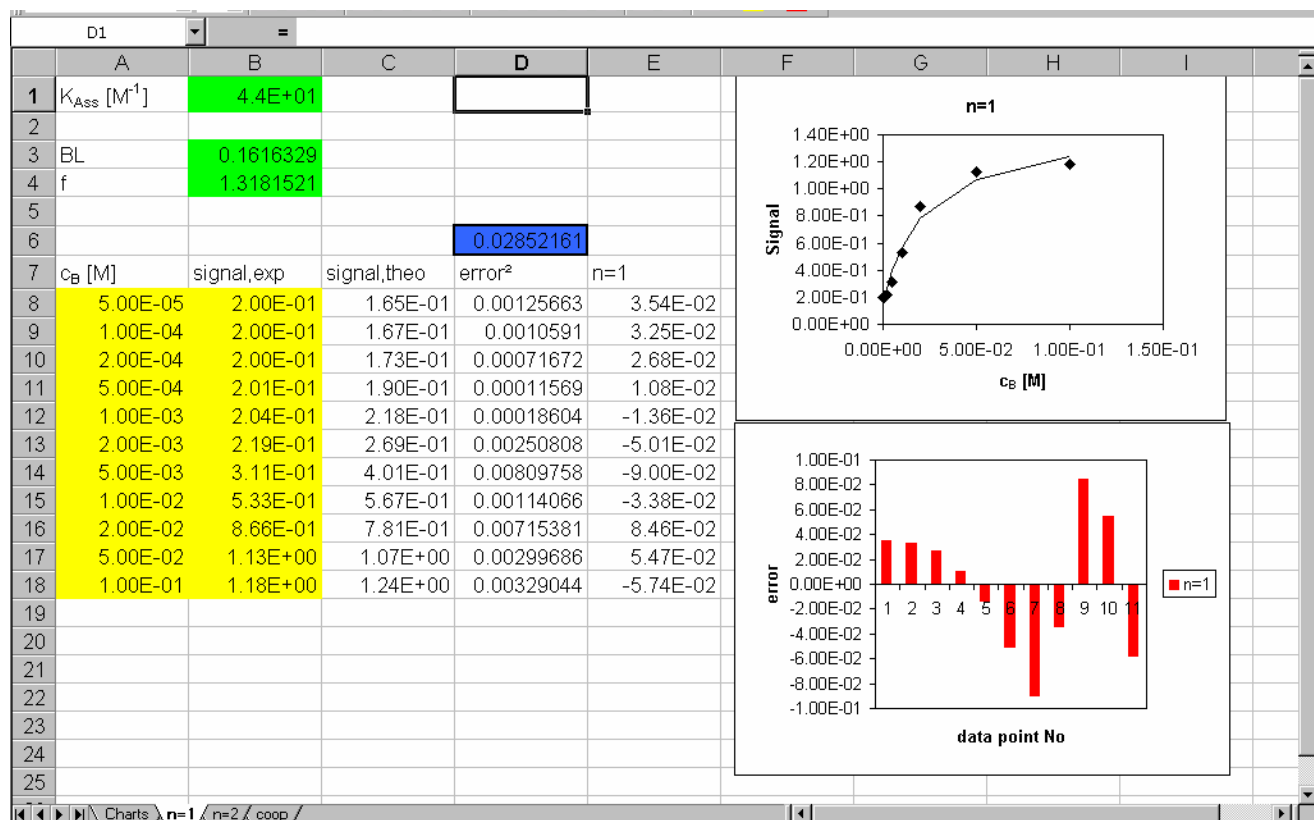 D1 =
A B C D E F G H I
1 K_Ass [M^-1] 4.4E+01
2
3 BL 0.1616329
4 f 1.3181521
5
6 0.02852161
7 c_B [M] signal,exp signal,theo error² n=1
8 5.00E-05 2.00E-01 1.65E-01 0.00125663 3.54E-02
9 1.00E-04 2.00E-01 1.67E-01 0.0010591 3.25E-02
10 2.00E-04 2.00E-01 1.73E-01 0.00071672 2.68E-02
11 5.00E-04 2.01E-01 1.90E-01 0.00011569 1.08E-02
12 1.00E-03 2.04E-01 2.18E-01 0.00018604 -1.36E-02
13 2.00E-03 2.19E-01 2.69E-01 0.00250808 -5.01E-02
14 5.00E-03 3.11E-01 4.01E-01 0.00809758 -9.00E-02
15 1.00E-02 5.33E-01 5.67E-01 0.00114066 -3.38E-02
16 2.00E-02 8.66E-01 7.81E-01 0.00715381 8.46E-02
17 5.00E-02 1.13E+00 1.07E+00 0.00299686 5.47E-02
18 1.00E-01 1.18E+00 1.24E+00 0.00329044 -5.74E-02
19
20
21
22
23
24
25
n=1
1.40E+00
1.20E+00
1.00E+00
8.00E-01
6.00E-01
4.00E-01
2.00E-01
0.00E+00
Signal
0.00E+00 5.00E-02 1.00E-01 1.50E-01
c_B [M]
1.00E-01
8.00E-02
6.00E-02
4.00E-02
2.00E-02
0.00E+00
-2.00E-02
-4.00E-02
-6.00E-02
-8.00E-02
-1.00E-01
error
1 2 3 4 5 6 7 8 9 10 11
n=1
data point No
Charts n=1 n=2 coop